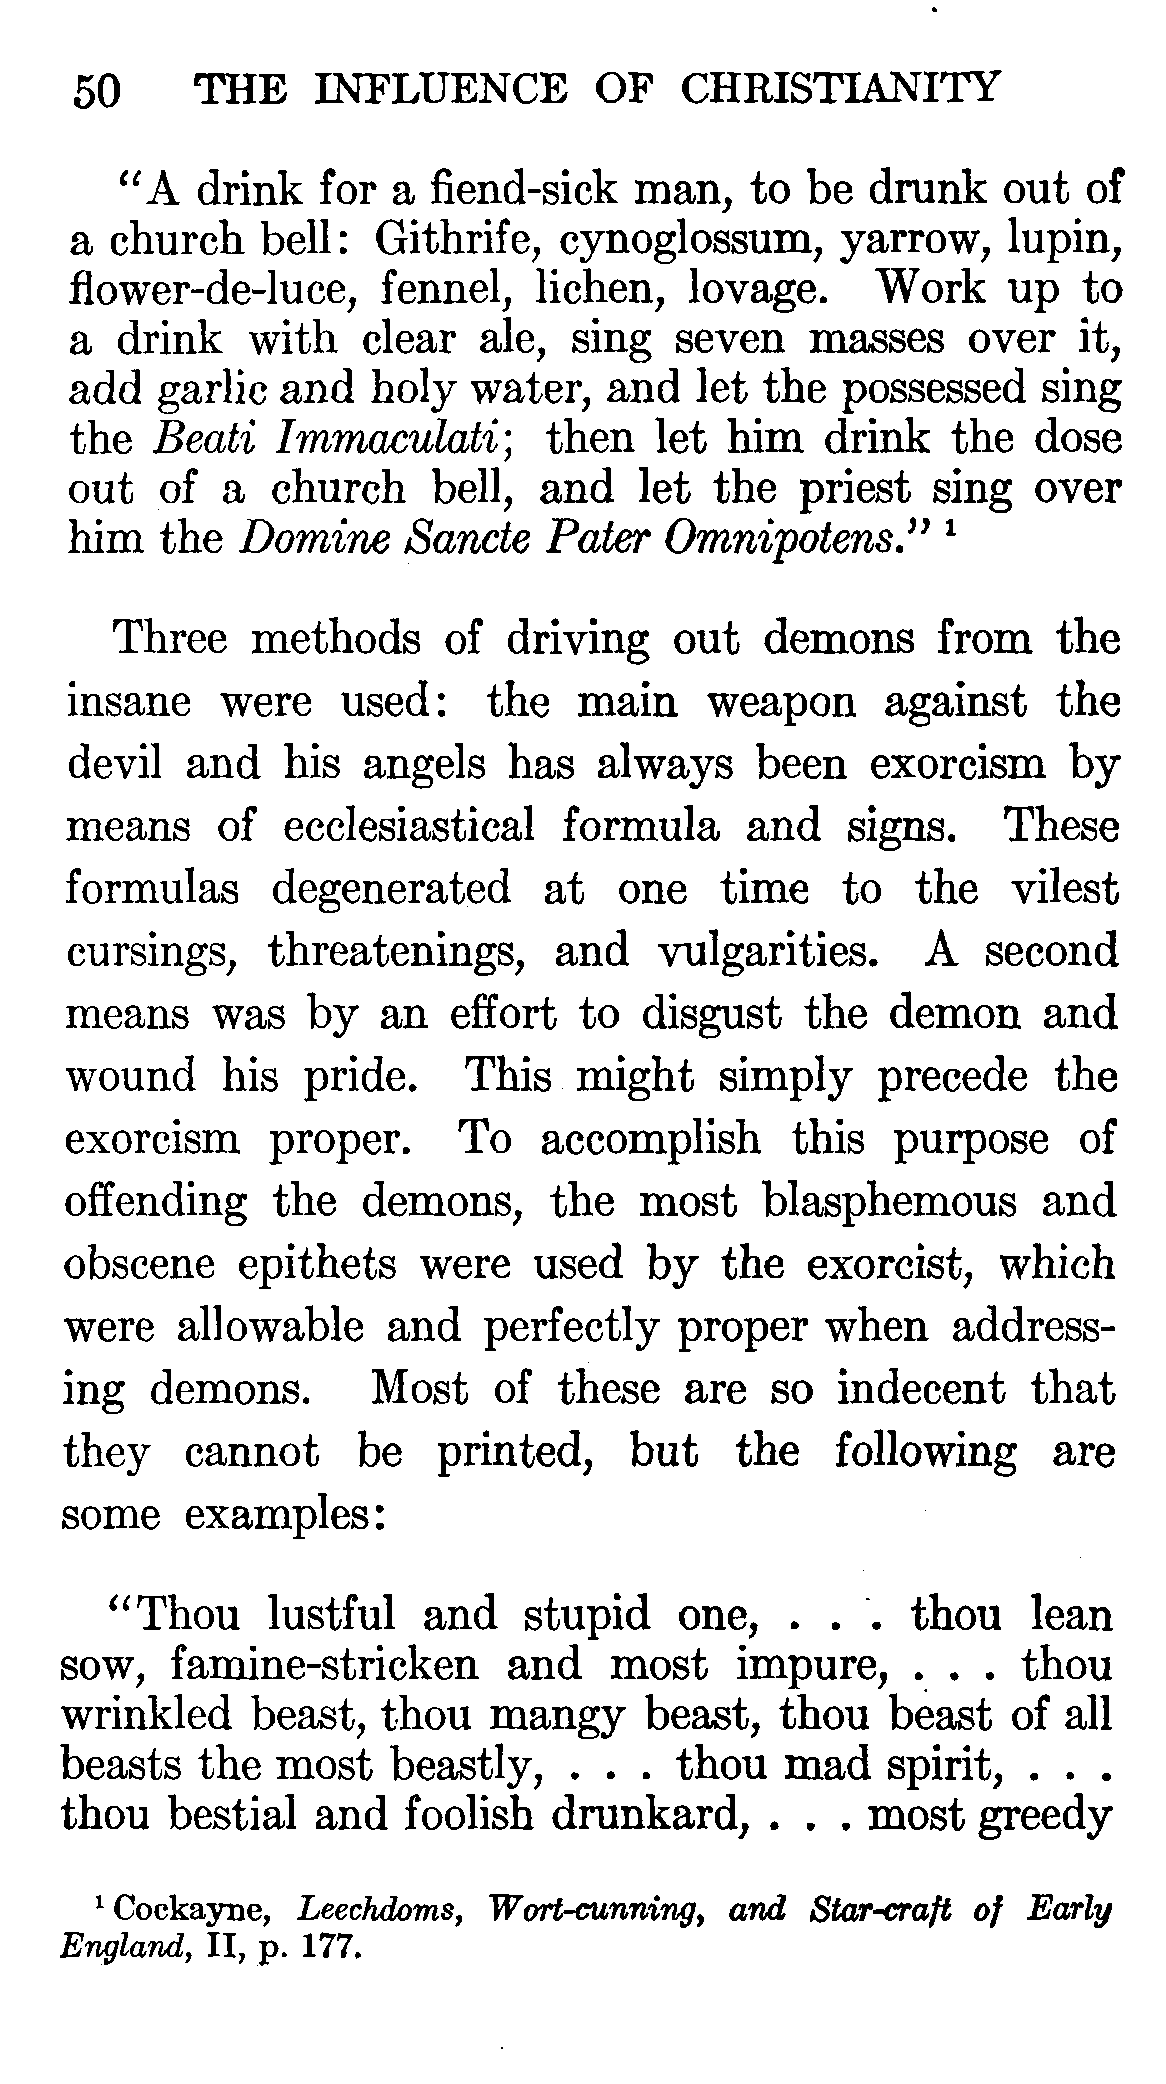 50 THE INFLUENCE OF CHRISTIANITY
"A drink for a fiend-sick man, to be drunk out of
a church bell: Githrife, cynoglossum, yarrow, lupin,
flower-de-luce, fennel, lichen, lovage. Work up to
a drink with clear ale, sing seven masses over it,
add garlic and holy water, and let the possessed sing
the Beati Immaculati; then let him drink the dose
out of a church bell, and let the priest sing over
him the Domine Sancte Pater Omnipotens." ¹
Three methods of driving out demons from the
insane were used: the main weapon against the
devil and his angels has always been exorcism by
means of ecclesiastical formula and signs. These
formulas degenerated at one time to the vilest
cursings, threatenings, and vulgarities. A second
means was by an effort to disgust the demon and
wound his pride. This might simply precede the
exorcism proper. To accomplish this purpose of
offending the demons, the most blasphemous and
obscene epithets were used by the exorcist, which
were allowable and perfectly proper when address-
ing demons. Most of these are so indecent that
they cannot be printed, but the following are
some examples:
"Thou lustful and stupid one, . . . thou lean
sow, famine-stricken and most impure, . . . thou
wrinkled beast, thou mangy beast, thou beast of all
beasts the most beastly, . . . thou mad spirit, . . .
thou bestial and foolish drunkard, . . . most greedy
¹ Cockayne, Leechdoms, Wort-cunning, and Star-craft of Early
England, II, p. 177.